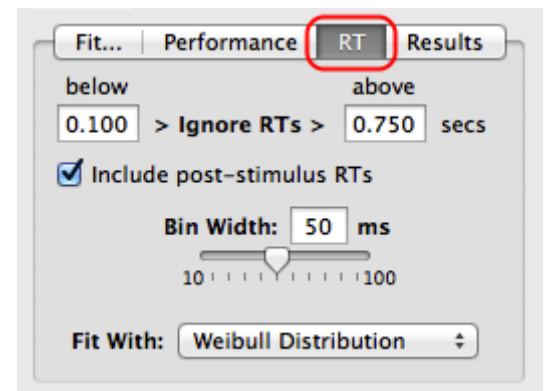 Fit... Performance RT Results
below above
0.100 > Ignore RTs > 0.750 secs
Include post-stimulus RTs
Bin Width: 50 ms
10 100
Fit With: Weibull Distribution